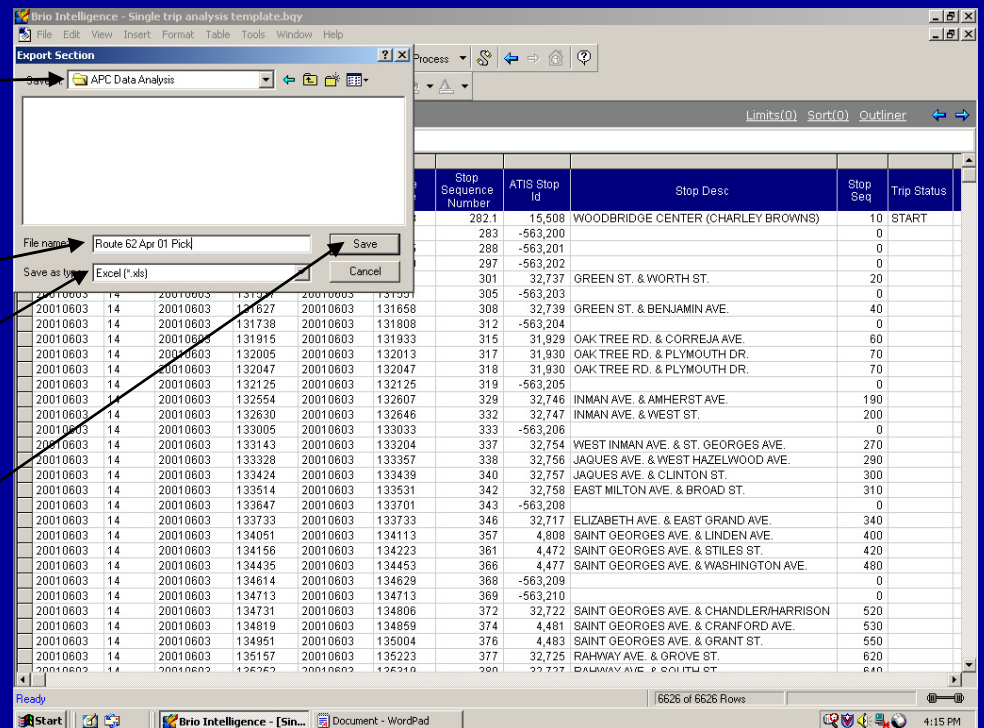 Brio Intelligence - Single trip analysis template.bqy
File Edit View Insert Format Table Tools Window Help
Export Section
APC Data Analysis
Process
Limits(0) Sort(0) Outliner
File name: Route 62 Apr 01 Pick Save
Save as type: Excel (*.xls) Cancel
Stop Sequence Number ATIS Stop Id Stop Desc Stop Seq Trip Status
282.1 15,508 WOODBRIDGE CENTER (CHARLEY BROWNS) 10 START
283 -563,200 0
288 -563,201 0
297 -563,202 0
301 32,737 GREEN ST. & WORTH ST. 20
305 -563,203 0
20010603 14 20010603 131627 20010603 131658 308 32,739 GREEN ST. & BENJAMIN AVE. 40
20010603 14 20010603 131738 20010603 131808 312 -563,204 0
20010603 14 20010603 131915 20010603 131933 315 31,929 OAK TREE RD. & CORREJA AVE. 60
20010603 14 20010603 132005 20010603 132013 317 31,930 OAK TREE RD. & PLYMOUTH DR. 70
20010603 14 20010603 132047 20010603 132047 318 31,930 OAK TREE RD. & PLYMOUTH DR. 70
20010603 14 20010603 132125 20010603 132125 319 -563,205 0
20010603 14 20010603 132554 20010603 132607 329 32,746 INMAN AVE. & AMHERST AVE. 190
20010603 14 20010603 132630 20010603 132646 332 32,747 INMAN AVE. & WEST ST. 200
20010603 14 20010603 133005 20010603 133033 333 -563,206 0
20010603 14 20010603 133143 20010603 133204 337 32,754 WEST INMAN AVE. & ST. GEORGES AVE. 270
20010603 14 20010603 133328 20010603 133357 338 32,756 JAQUES AVE. & WEST HAZELWOOD AVE. 290
20010603 14 20010603 133424 20010603 133439 340 32,757 JAQUES AVE. & CLINTON ST. 300
20010603 14 20010603 133514 20010603 133531 342 32,758 EAST MILTON AVE. & BROAD ST. 310
20010603 14 20010603 133647 20010603 133701 343 -563,208 0
20010603 14 20010603 133733 20010603 133733 346 32,717 ELIZABETH AVE. & EAST GRAND AVE. 340
20010603 14 20010603 134051 20010603 134113 357 4,808 SAINT GEORGES AVE. & LINDEN AVE. 400
20010603 14 20010603 134156 20010603 134223 361 4,472 SAINT GEORGES AVE. & STILES ST. 420
20010603 14 20010603 134435 20010603 134453 366 4,477 SAINT GEORGES AVE. & WASHINGTON AVE. 480
20010603 14 20010603 134614 20010603 134629 368 -563,209 0
20010603 14 20010603 134713 20010603 134713 369 -563,210 0
20010603 14 20010603 134731 20010603 134806 372 32,722 SAINT GEORGES AVE. & CHANDLER/HARRISON 520
20010603 14 20010603 134819 20010603 134859 374 4,481 SAINT GEORGES AVE. & CRANFORD AVE. 530
20010603 14 20010603 134951 20010603 135004 376 4,483 SAINT GEORGES AVE. & GRANT ST. 550
20010603 14 20010603 135157 20010603 135223 377 32,725 RAHWAY AVE. & GROVE ST. 620
Ready 6626 of 6626 Rows
Start Brio Intelligence - [Sin... Document - WordPad 4:15 PM